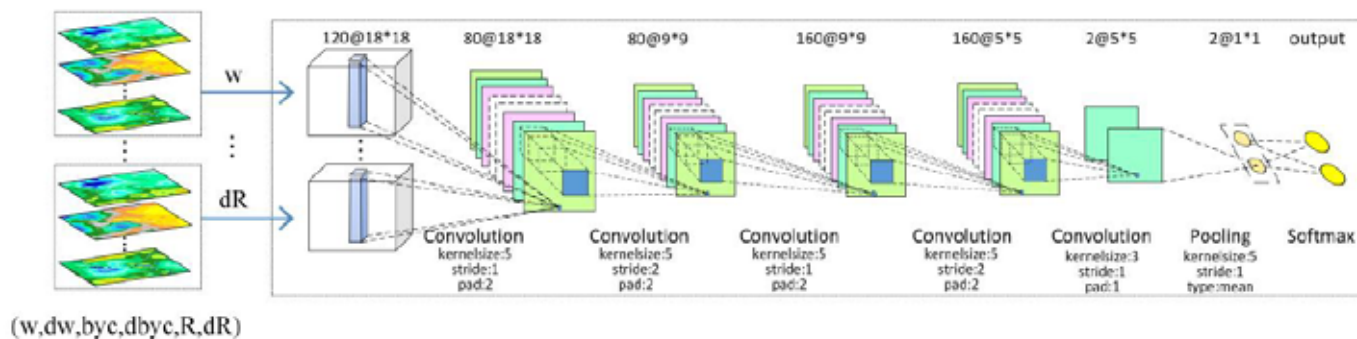 120@18*18 80@18*18 80@9*9 160@9*9 160@5*5 2@5*5 2@1*1 output
w
dR
Convolution
kernelsize:5
stride:1
pad:2
Convolution
kernelsize:5
stride:2
pad:2
Convolution
kernelsize:5
stride:1
pad:2
Convolution
kernelsize:5
stride:2
pad:2
Convolution
kernelsize:3
stride:1
pad:1
Pooling
kernelsize:5
stride:1
type:mean
Softmax
(w,dw,byc,dbyc,R,dR)